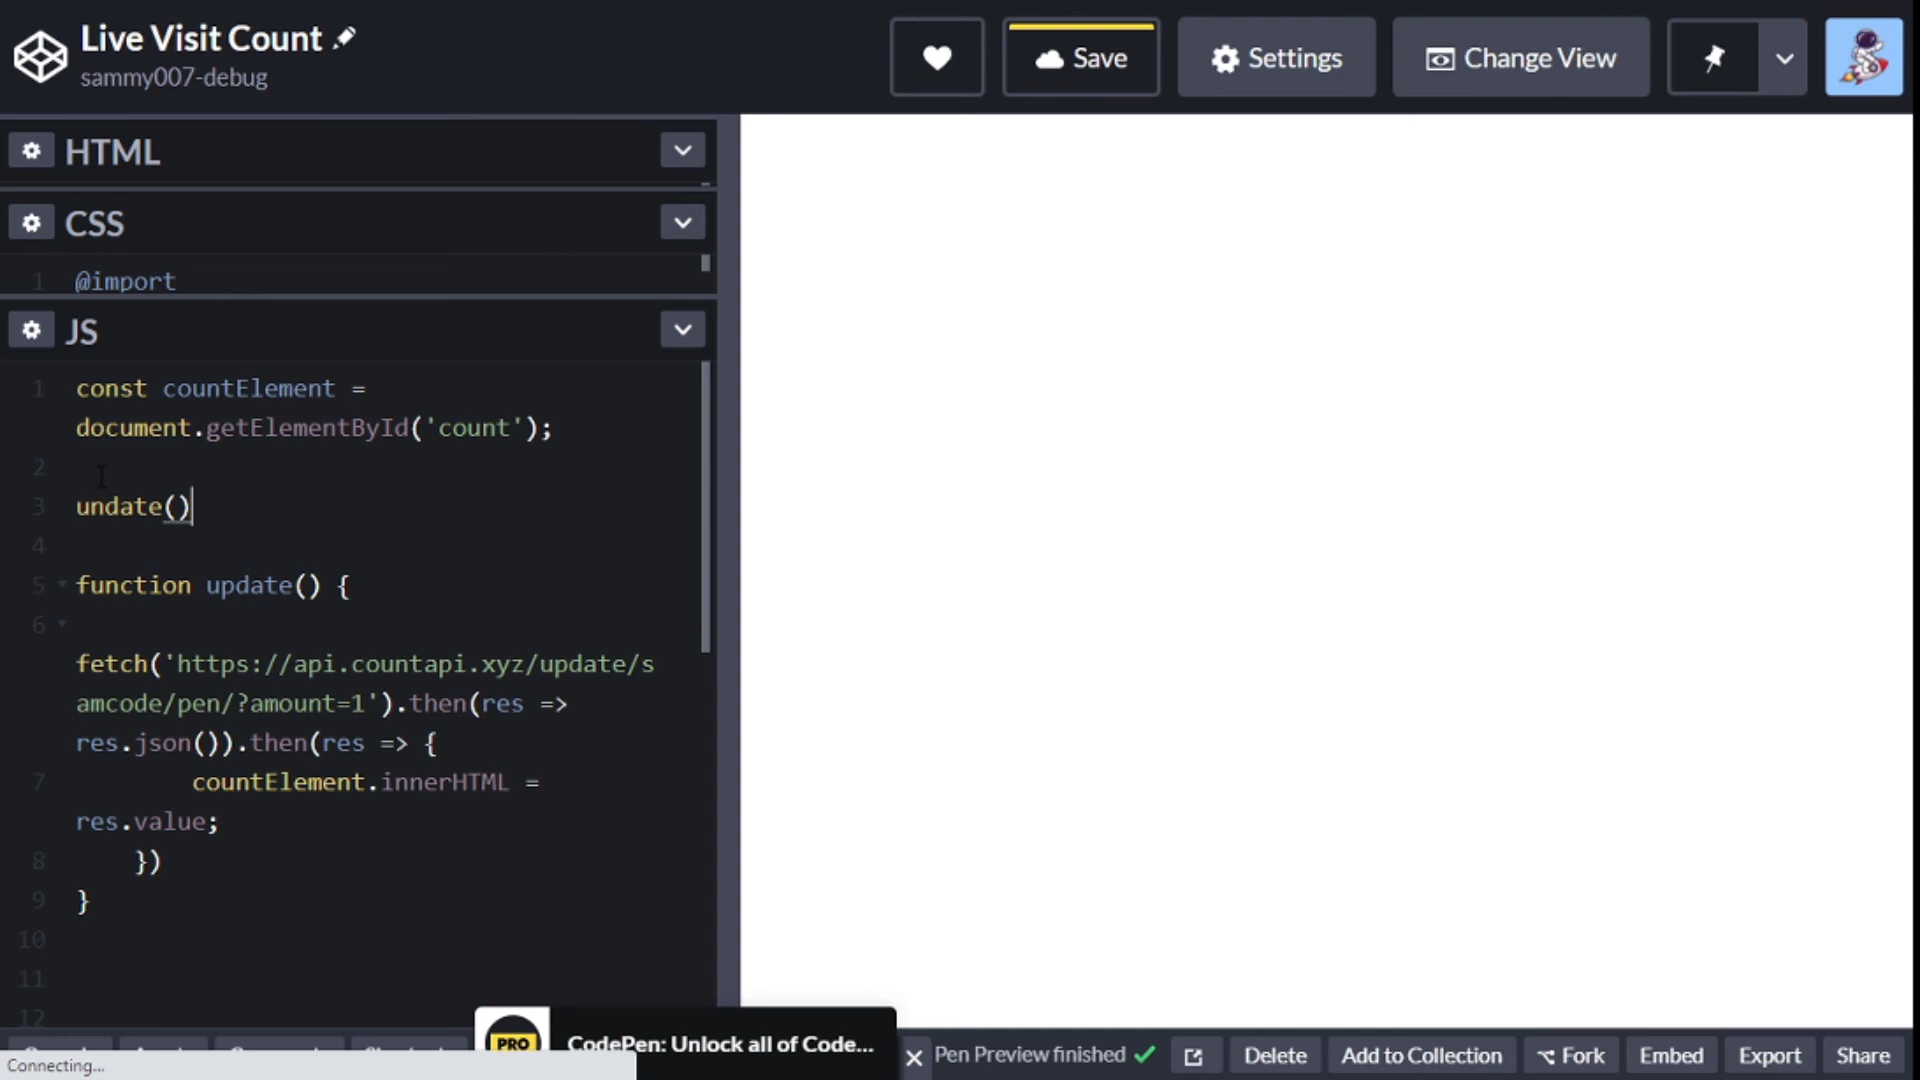 Live Visit Count
sammy007-debug
Save
Settings
Change View
HTML
CSS
1 @import
JS
1 const countElement =
document.getElementById('count');
2
3 undate()
4
5 function update() {
6
fetch('https://api.countapi.xyz/update/s
amcode/pen/?amount=1').then(res =>
res.json()).then(res => {
7 countElement.innerHTML =
res.value;
8 })
9 }
10
11
12
PRO
CodePen: Unlock all of Code...
Connecting...
Pen Preview finished
Delete
Add to Collection
Fork
Embed
Export
Share